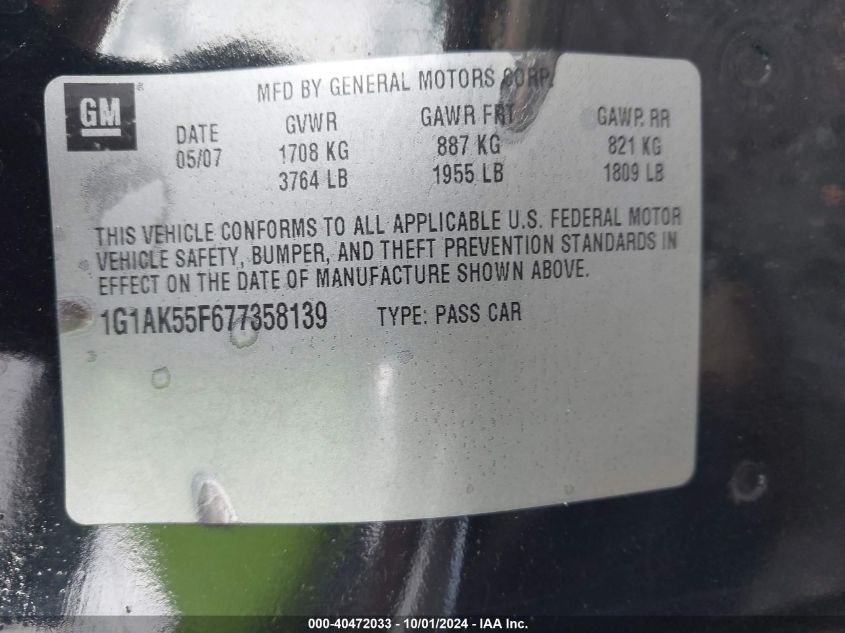 GM
MFD BY GENERAL MOTORS CORP.
DATE GVWR GAWR FRT GAWR RR
05/07 1708 KG 887 KG 821 KG
3764 LB 1955 LB 1809 LB
THIS VEHICLE CONFORMS TO ALL APPLICABLE U.S. FEDERAL MOTOR
VEHICLE SAFETY, BUMPER, AND THEFT PREVENTION STANDARDS IN
EFFECT ON THE DATE OF MANUFACTURE SHOWN ABOVE.
1G1AK55F677358139 TYPE: PASS CAR
000-40472033 - 10/01/2024 - IAA Inc.